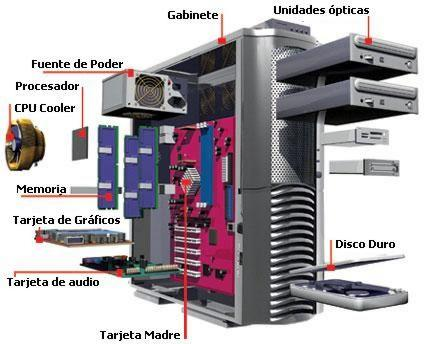 Gabinete
Unidades ópticas
Fuente de Poder
Procesador
CPU Cooler
Memoria
Tarjeta de Gráficos
Disco Duro
Tarjeta de audio
Tarjeta Madre